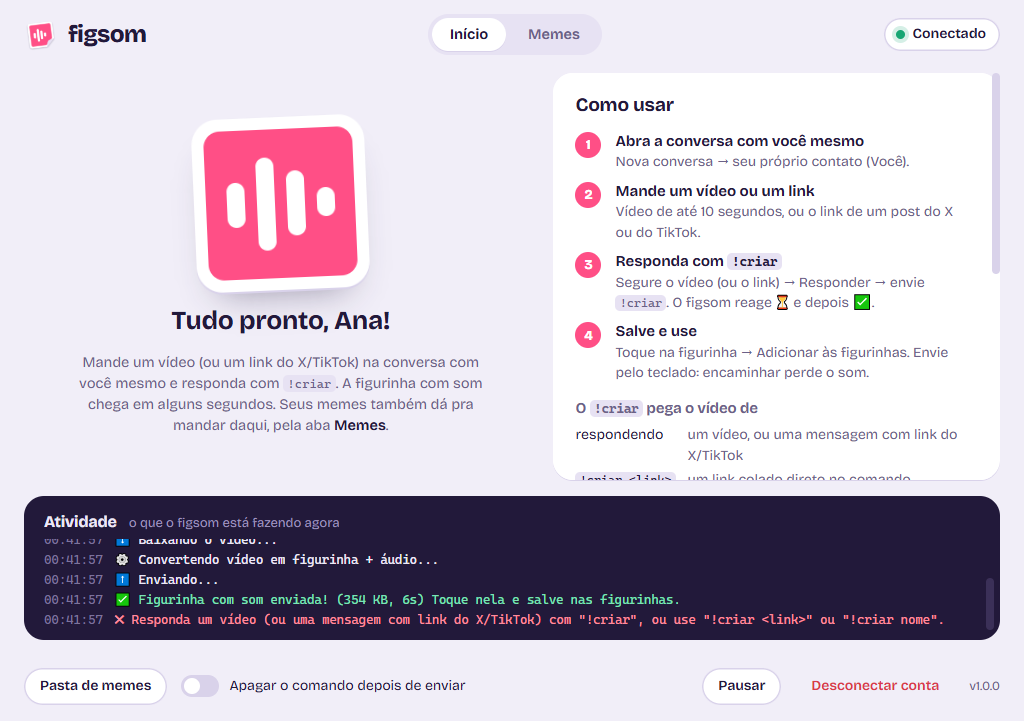 figsom
Início
Memes
Conectado
Tudo pronto, Ana!
Mande um vídeo (ou um link do X/TikTok) na conversa com
você mesmo e responda com !criar. A figurinha com som
chega em alguns segundos. Seus memes também dá pra
mandar daqui, pela aba Memes.
Como usar
1 Abra a conversa com você mesmo
Nova conversa → seu próprio contato (Você).
2 Mande um vídeo ou um link
Vídeo de até 10 segundos, ou o link de um post do X
ou do TikTok.
3 Responda com !criar
Segure o vídeo (ou o link) → Responder → envie
!criar. O figsom reage ⏳ e depois ✅.
4 Salve e use
Toque na figurinha → Adicionar às figurinhas. Envie
pelo teclado: encaminhar perde o som.
O !criar pega o vídeo de
respondendo um vídeo, ou uma mensagem com link do
X/TikTok
!criar <link> um link colado direto no comando
Atividade o que o figsom está fazendo agora
00:41:57 ⬇ Baixando o vídeo...
00:41:57 ⚙ Convertendo vídeo em figurinha + áudio...
00:41:57 ⬆ Enviando...
00:41:57 ✅ Figurinha com som enviada! (354 KB, 6s) Toque nela e salve nas figurinhas.
00:41:57 ❌ Responda um vídeo (ou uma mensagem com link do X/TikTok) com "!criar", ou use "!criar <link>" ou "!criar nome".
Pasta de memes
Apagar o comando depois de enviar
Pausar
Desconectar conta
v1.0.0